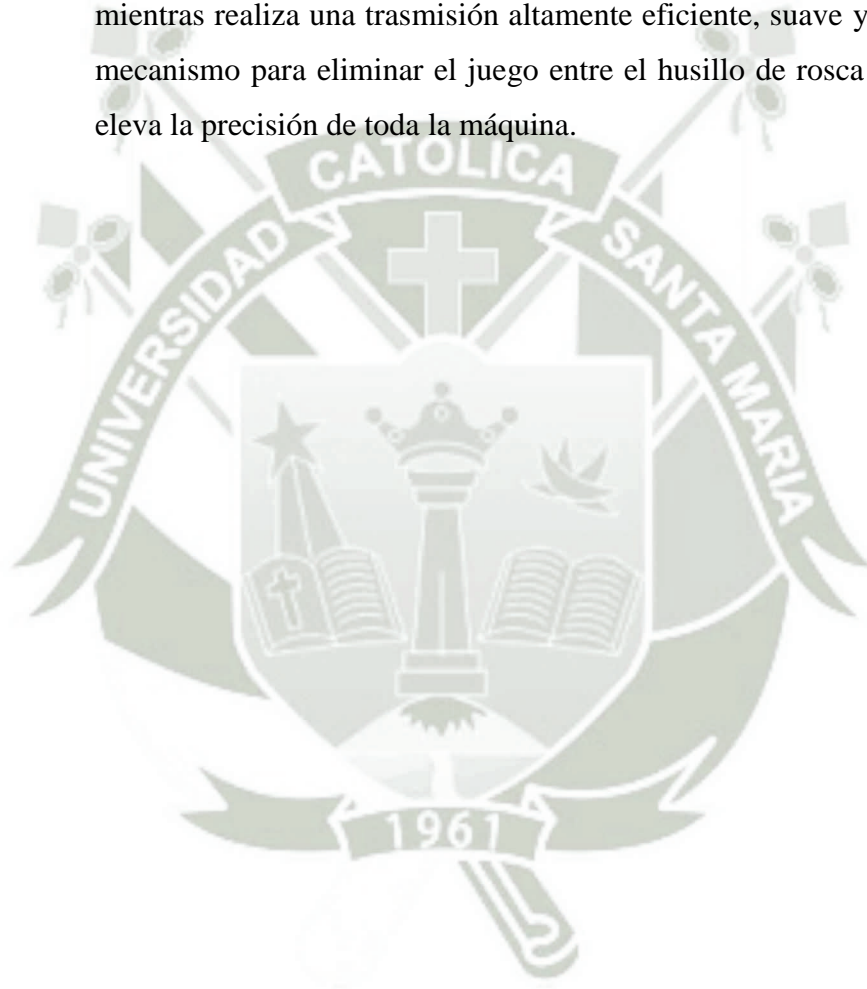 mientras realiza una trasmisión altamente eficiente, suave y
mecanismo para eliminar el juego entre el husillo de rosca
eleva la precisión de toda la máquina.
CATOLICA
UNIVERSIDAD
SANTA MARIA
1961